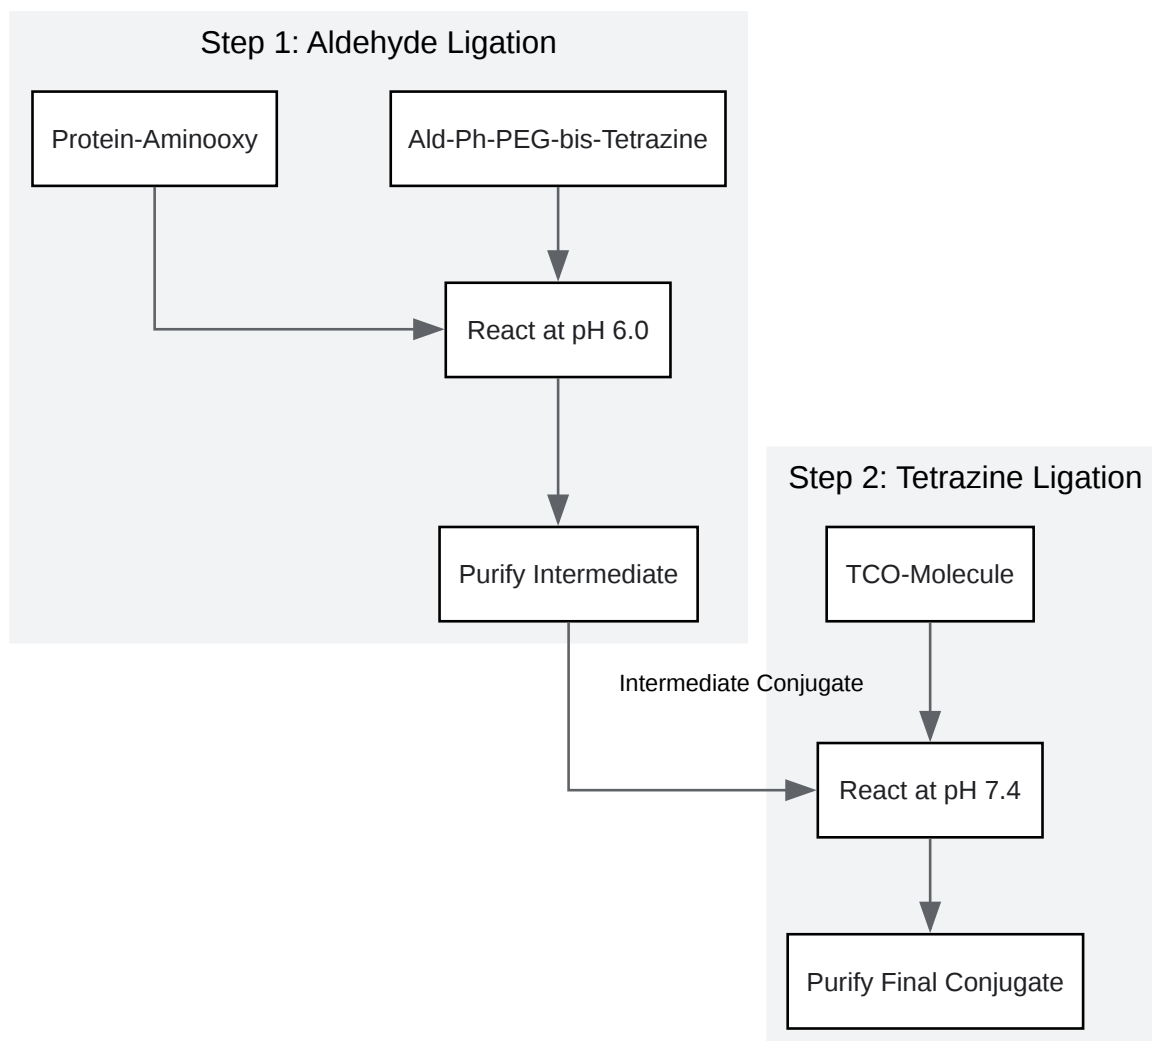 Step 1: Aldehyde Ligation
Protein-Aminooxy
Ald-Ph-PEG-bis-Tetrazine
React at pH 6.0
Purify Intermediate
Intermediate Conjugate
Step 2: Tetrazine Ligation
TCO-Molecule
React at pH 7.4
Purify Final Conjugate